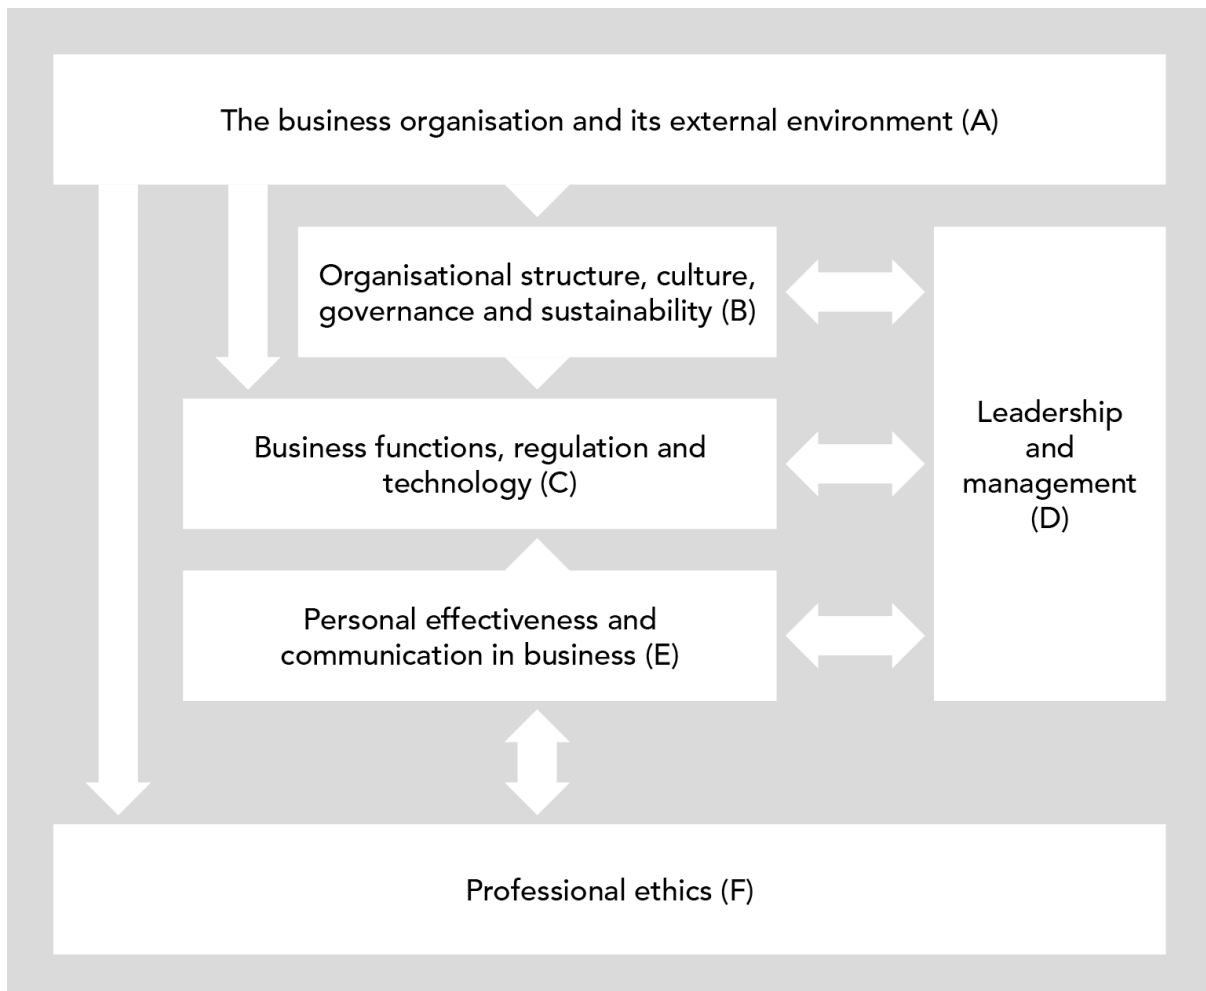 The business organisation and its external environment (A)
Organisational structure, culture,
governance and sustainability (B)
Business functions, regulation and
technology (C)
Leadership
and
management
(D)
Personal effectiveness and
communication in business (E)
Professional ethics (F)